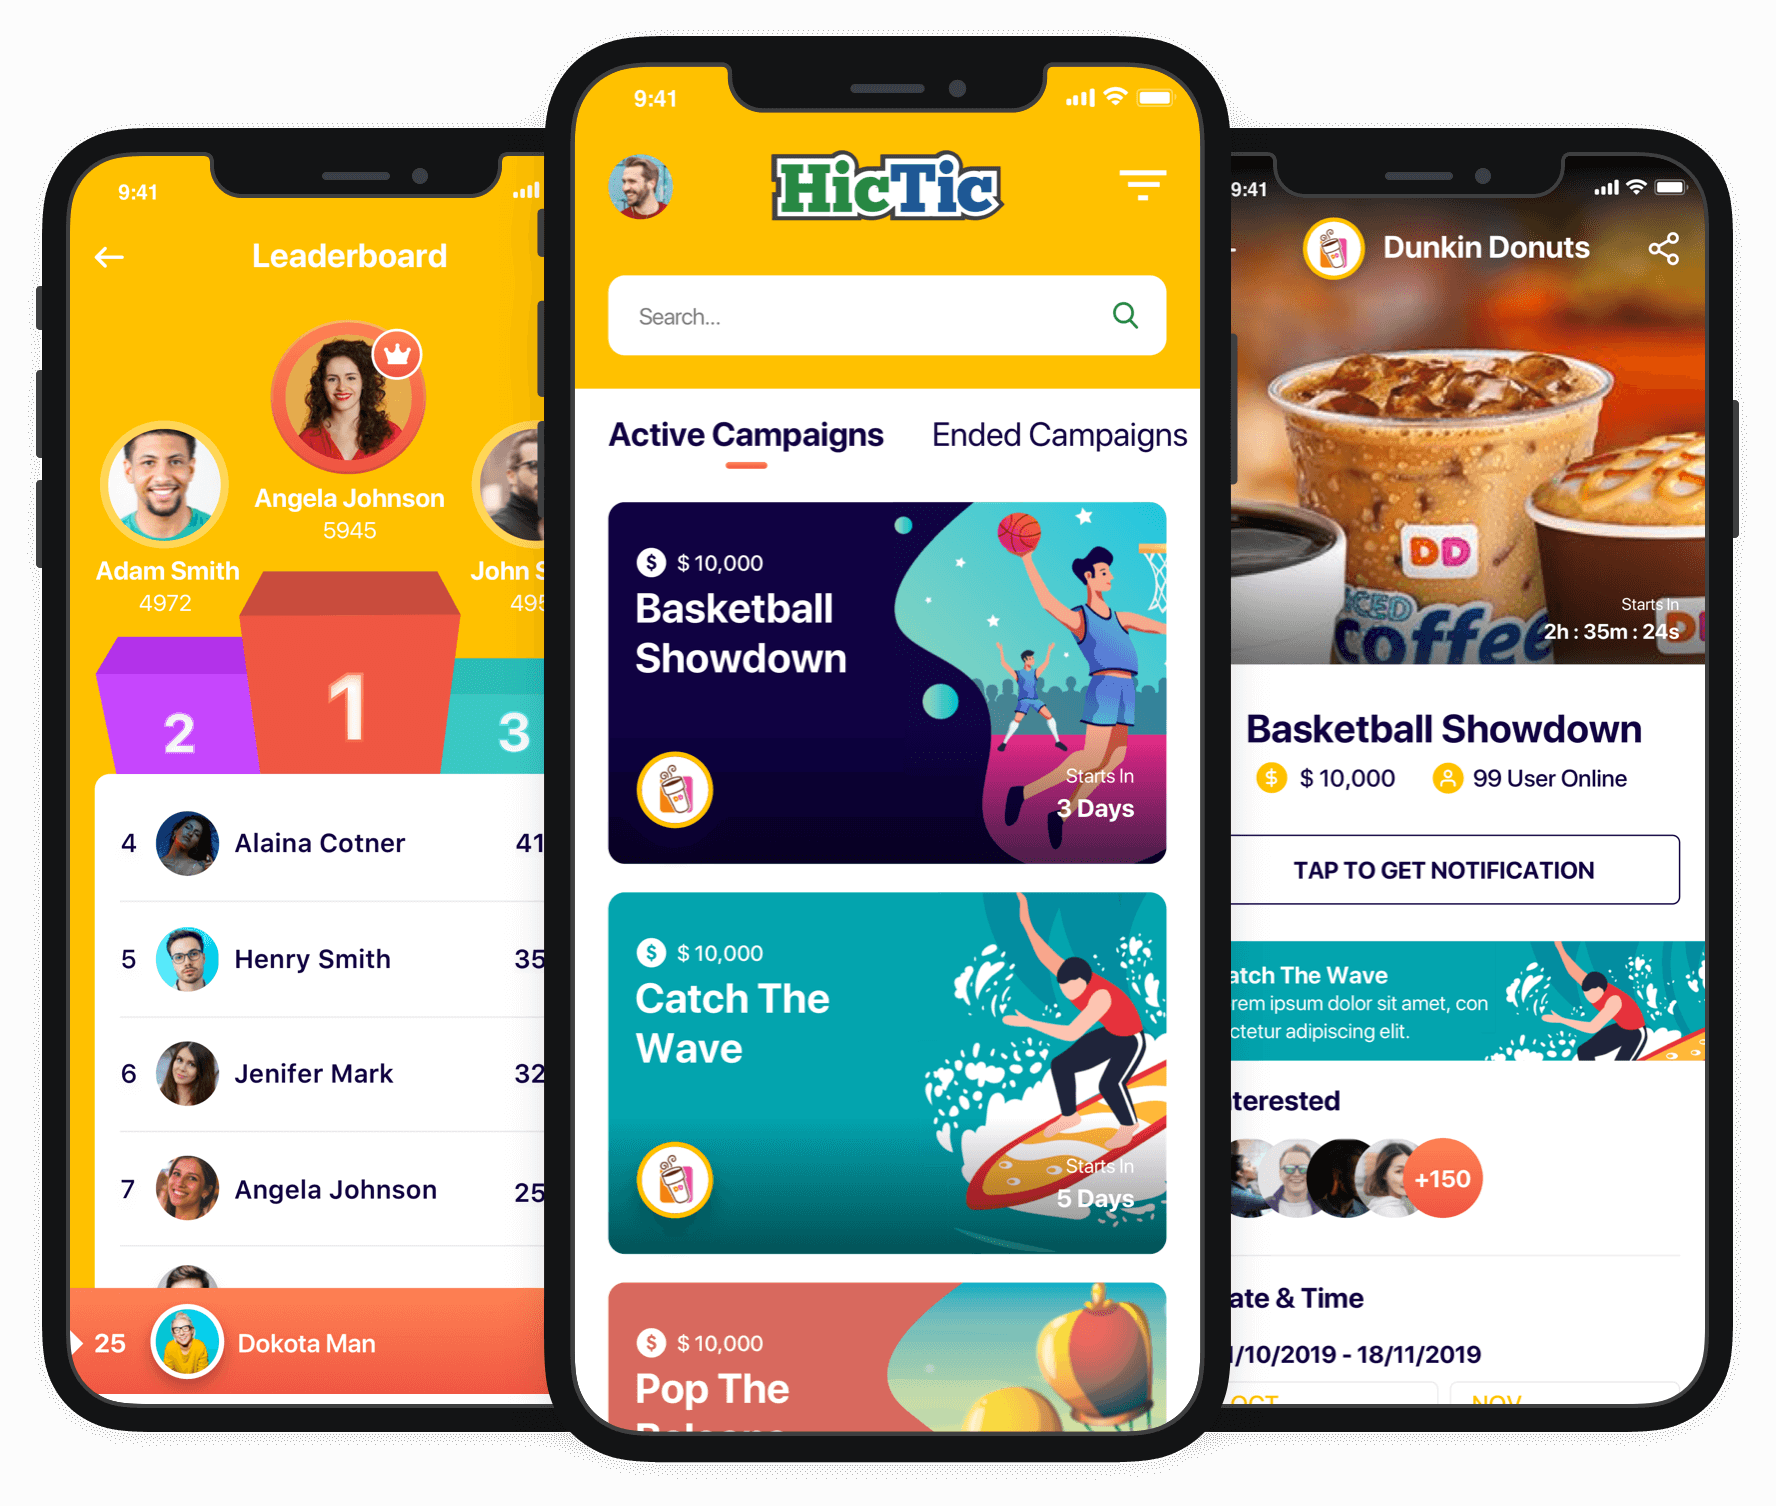 9:41
Leaderboard
Angela Johnson
5945
Adam Smith
4972
John S
495
2
1
3
4 Alaina Cotner 41
5 Henry Smith 35
6 Jenifer Mark 32
7 Angela Johnson 25
25 Dokota Man
9:41
HicTic
Search...
Active Campaigns Ended Campaigns
$ $ 10,000
Basketball
Showdown
Starts In
3 Days
$ $ 10,000
Catch The
Wave
Starts In
5 Days
$ $ 10,000
Pop The
9:41
Dunkin Donuts
DD
ICED
coffee
Starts In
2h : 35m : 24s
Basketball Showdown
$ $ 10,000 99 User Online
TAP TO GET NOTIFICATION
atch The Wave
rem ipsum dolor sit amet, con
ctetur adipiscing elit.
terested
+150
ate & Time
1/10/2019 - 18/11/2019
OCT NOV